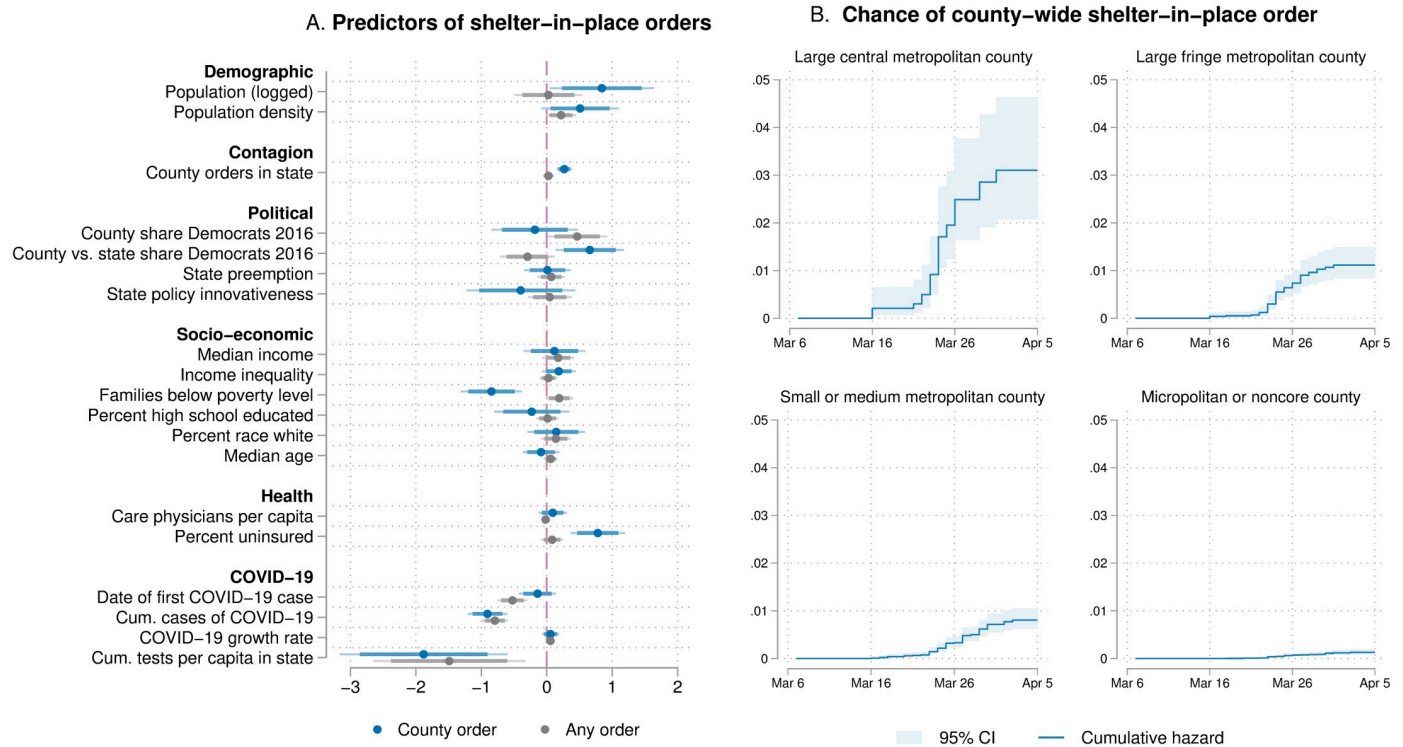 A. Predictors of shelter−in−place orders
Demographic
Population (logged)
Population density
Contagion
County orders in state
Political
County share Democrats 2016
County vs. state share Democrats 2016
State preemption
State policy innovativeness
Socio−economic
Median income
Income inequality
Families below poverty level
Percent high school educated
Percent race white
Median age
Health
Care physicians per capita
Percent uninsured
COVID−19
Date of first COVID−19 case
Cum. cases of COVID−19
COVID−19 growth rate
Cum. tests per capita in state
−3 −2 −1 0 1 2
County order Any order
B. Chance of county−wide shelter−in−place order
Large central metropolitan county
.05
.04
.03
.02
.01
0
Mar 6 Mar 16 Mar 26 Apr 5
Large fringe metropolitan county
.05
.04
.03
.02
.01
0
Mar 6 Mar 16 Mar 26 Apr 5
Small or medium metropolitan county
.05
.04
.03
.02
.01
0
Mar 6 Mar 16 Mar 26 Apr 5
Micropolitan or noncore county
.05
.04
.03
.02
.01
0
Mar 6 Mar 16 Mar 26 Apr 5
95% CI Cumulative hazard